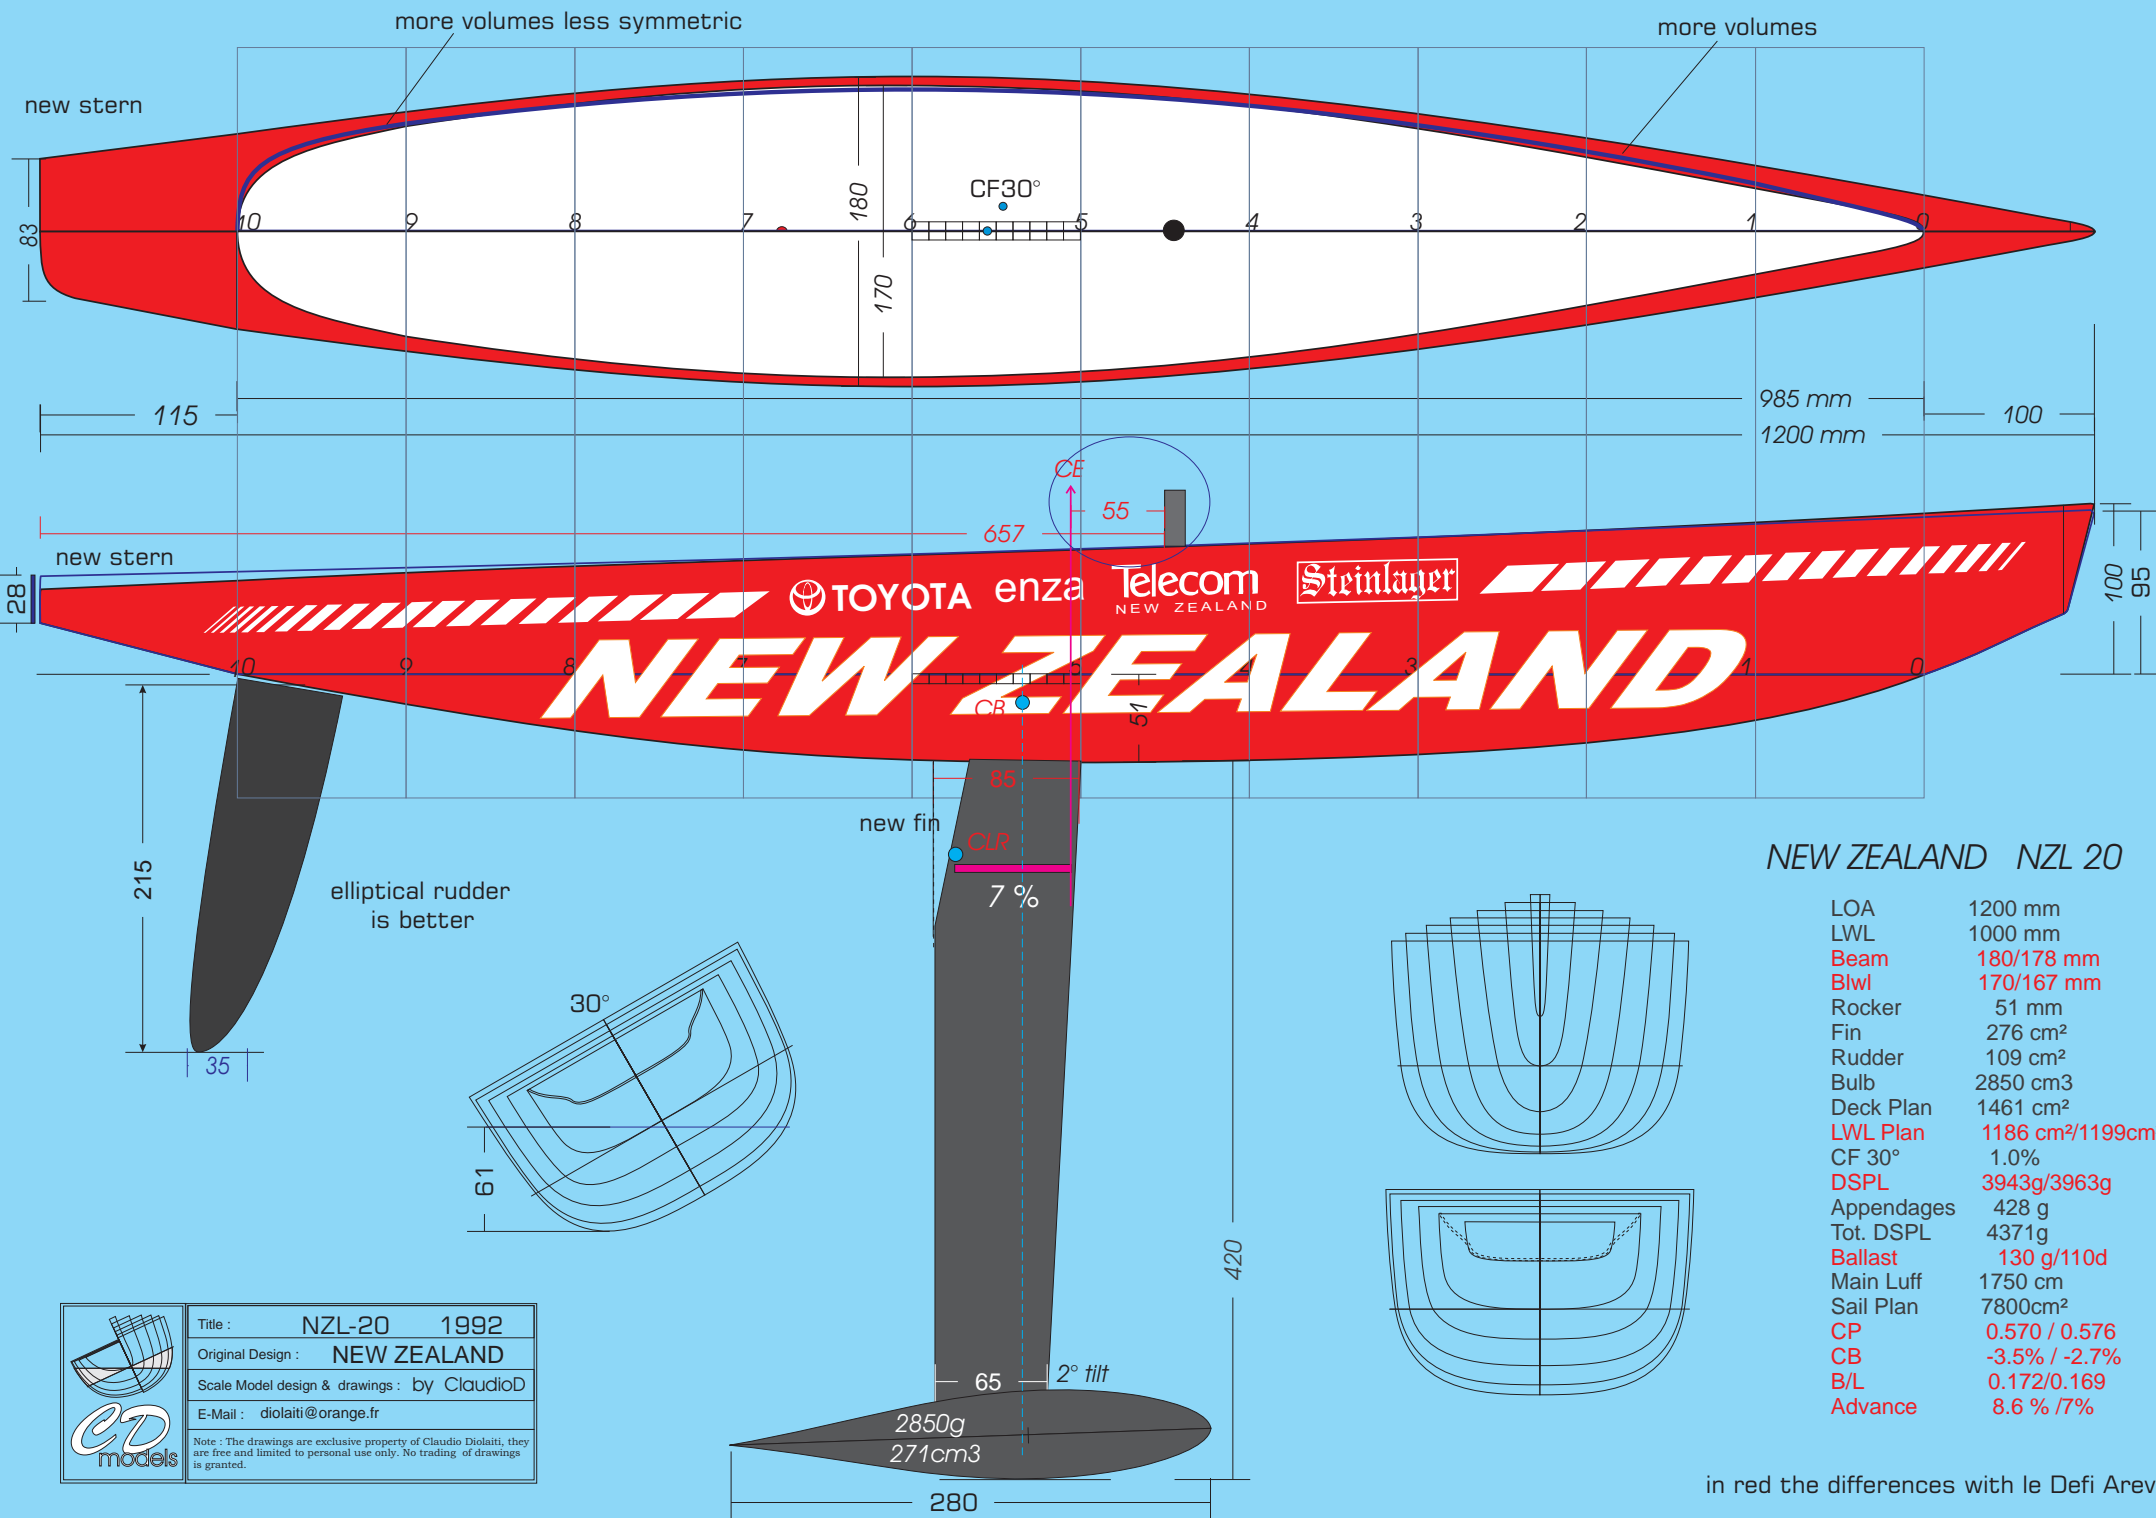 more volumes less symmetric
more volumes
new stern
CF30°
180
170
83
10 9 8 7 6 5 4 3 2 1 0
115
985 mm
100
1200 mm
CE
55
657
new stern
28
100
95
TOYOTA
enza
Telecom
NEW ZEALAND
Steinlager
NEW ZEALAND
10 9 8 7 5 4 3 1 0
CB
51
85
new fin
CLR
7 %
215
elliptical rudder
is better
35
30°
61
420
65
2° tilt
2850g
271cm3
280
NEW ZEALAND NZL 20
LOA 1200 mm
LWL 1000 mm
Beam 180/178 mm
Blwl 170/167 mm
Rocker 51 mm
Fin 276 cm²
Rudder 109 cm²
Bulb 2850 cm3
Deck Plan 1461 cm²
LWL Plan 1186 cm²/1199cm
CF 30° 1.0%
DSPL 3943g/3963g
Appendages 428 g
Tot. DSPL 4371g
Ballast 130 g/110d
Main Luff 1750 cm
Sail Plan 7800cm²
CP 0.570 / 0.576
CB -3.5% / -2.7%
B/L 0.172/0.169
Advance 8.6 % /7%
in red the differences with le Defi Arev
CD
models
Title : NZL-20 1992
Original Design : NEW ZEALAND
Scale Model design & drawings : by ClaudioD
E-Mail : diolaiti@orange.fr
Note : The drawings are exclusive property of Claudio Diolaiti, they
are free and limited to personal use only. No trading of drawings
is granted.